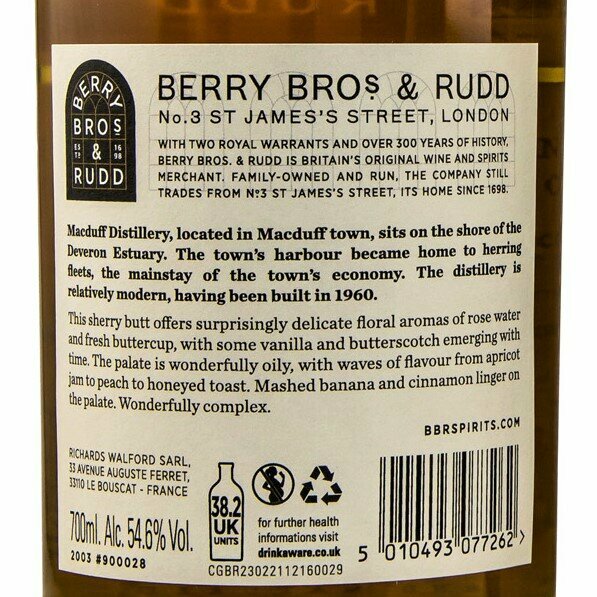 BERRY
BROS
ESTD 1698
&
RUDD
BERRY BROS & RUDD
No.3 ST JAMES'S STREET, LONDON
WITH TWO ROYAL WARRANTS AND OVER 300 YEARS OF HISTORY,
BERRY BROS. & RUDD IS BRITAIN'S ORIGINAL WINE AND SPIRITS
MERCHANT. FAMILY-OWNED AND RUN, THE COMPANY STILL
TRADES FROM Nº3 ST JAMES'S STREET, ITS HOME SINCE 1698.
Macduff Distillery, located in Macduff town, sits on the shore of the
Deveron Estuary. The town's harbour became home to herring
fleets, the mainstay of the town's economy. The distillery is
relatively modern, having been built in 1960.
This sherry butt offers surprisingly delicate floral aromas of rose water
and fresh buttercup, with some vanilla and butterscotch emerging with
time. The palate is wonderfully oily, with waves of flavour from apricot
jam to peach to honeyed toast. Mashed banana and cinnamon linger on
the palate. Wonderfully complex.
BBRSPIRITS.COM
RICHARDS WALFORD SARL,
33 AVENUE AUGUSTE FERRET,
33110 LE BOUSCAT - FRANCE
700ml. Alc. 54.6% Vol.
2003 #900028
38.2
UK
UNITS
for further health
informations visit
drinkaware.co.uk
CGBR23022112160029
5 010493 077262 >